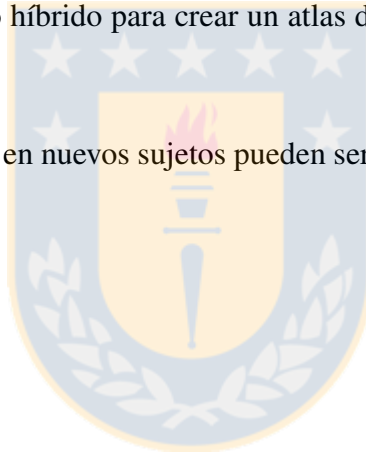 híbrido para crear un atlas
en nuevos sujetos pueden ser